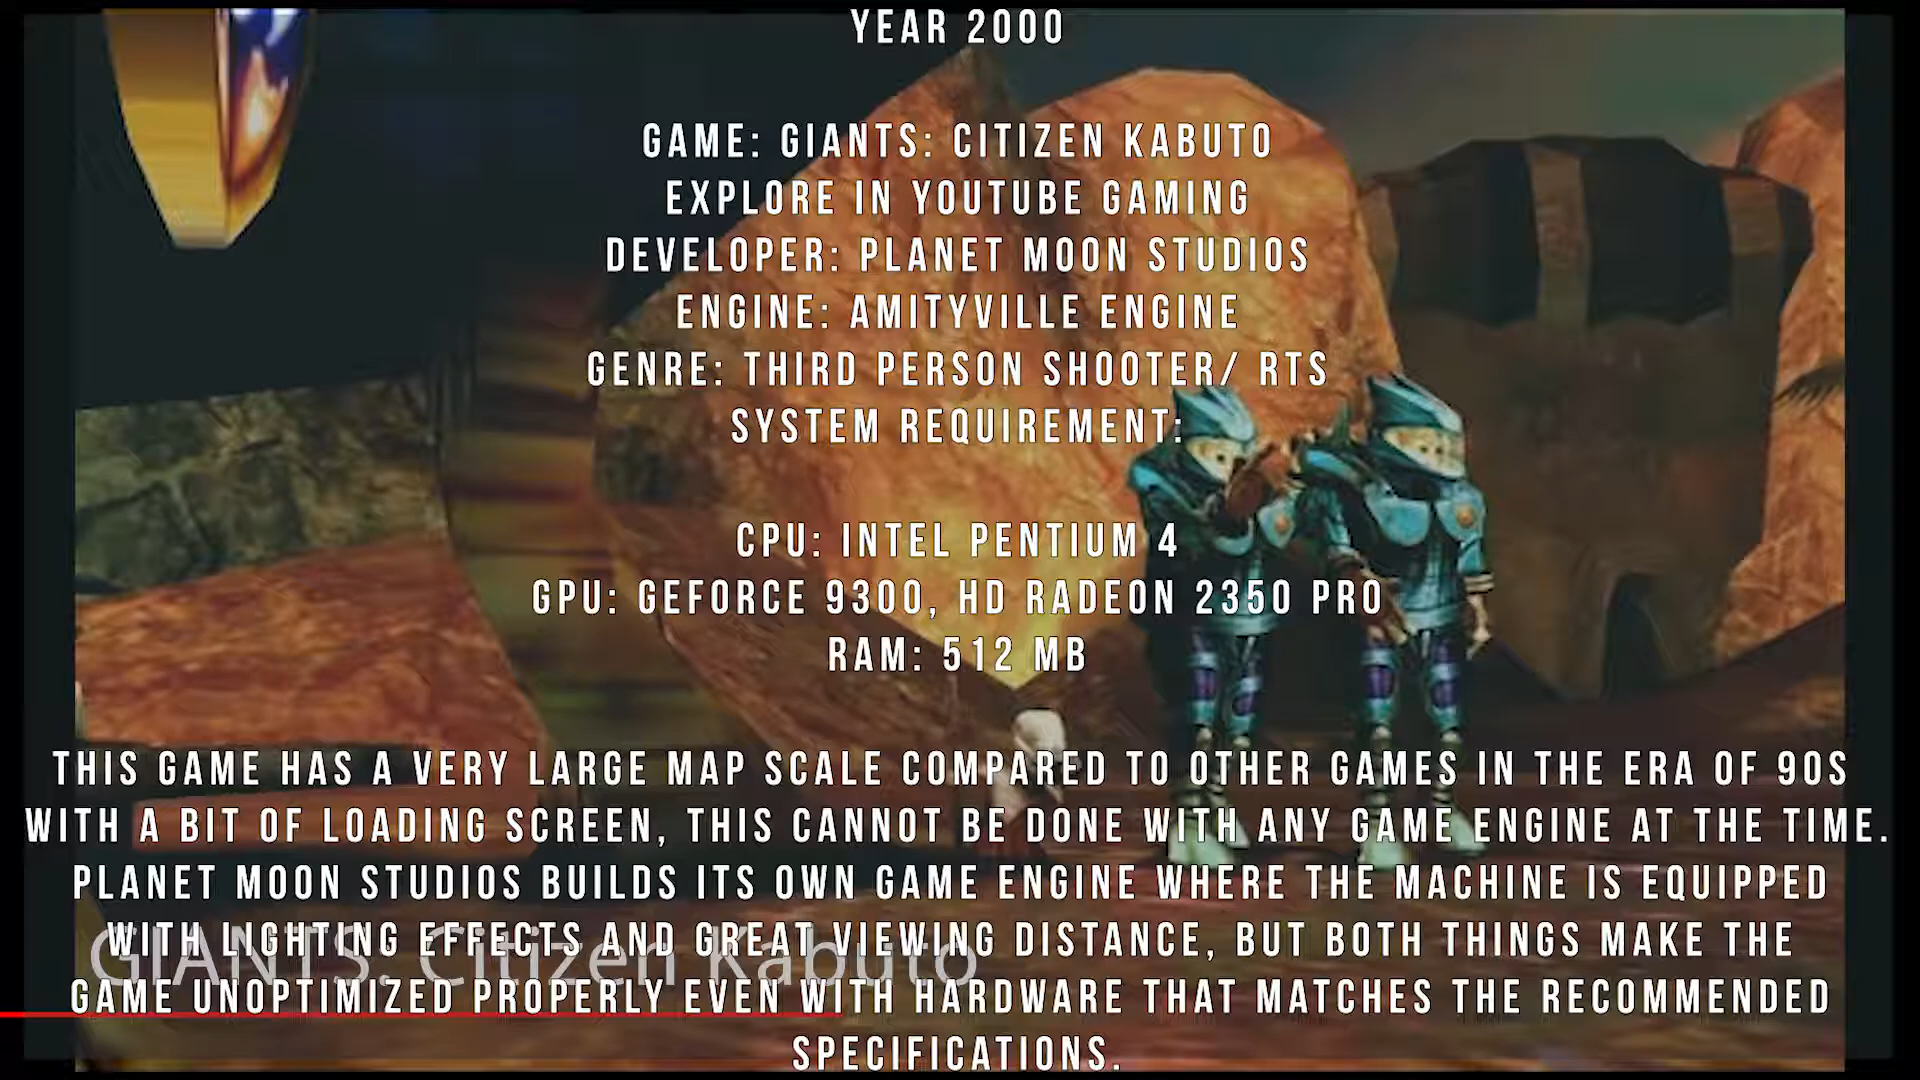 YEAR 2000
GAME: GIANTS: CITIZEN KABUTO
EXPLORE IN YOUTUBE GAMING
DEVELOPER: PLANET MOON STUDIOS
ENGINE: AMITYVILLE ENGINE
GENRE: THIRD PERSON SHOOTER/ RTS
SYSTEM REQUIREMENT:
CPU: INTEL PENTIUM 4
GPU: GEFORCE 9300, HD RADEON 2350 PRO
RAM: 512 MB
THIS GAME HAS A VERY LARGE MAP SCALE COMPARED TO OTHER GAMES IN THE ERA OF 90S
WITH A BIT OF LOADING SCREEN, THIS CANNOT BE DONE WITH ANY GAME ENGINE AT THE TIME.
PLANET MOON STUDIOS BUILDS ITS OWN GAME ENGINE WHERE THE MACHINE IS EQUIPPED
WITH LIGHTING EFFECTS AND GREAT VIEWING DISTANCE, BUT BOTH THINGS MAKE THE
GIANTS: Citizen Kabuto
GAME UNOPTIMIZED PROPERLY EVEN WITH HARDWARE THAT MATCHES THE RECOMMENDED
SPECIFICATIONS.